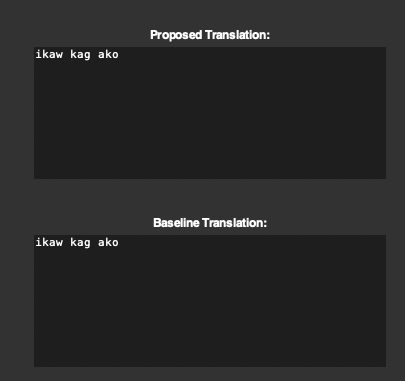 Proposed Translation:
ikaw kag ako
Baseline Translation:
ikaw kag ako